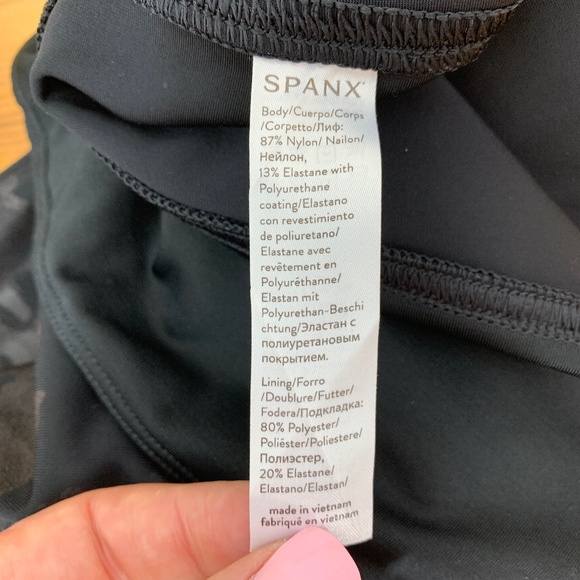 SPANX
Body/Cuerpo/Corps
/Corpetto/Лиф:
87% Nylon/ Nailon/
Нейлон,
13% Elastane with
Polyurethane
coating/Elastano
con revestimiento
de poliuretano/
Elastane avec
revêtement en
Polyuréthanne/
Elastan mit
Polyurethan-Beschi
chtung/Эластан с
полиуретановым
покрытием.
Lining/Forro
/Doublure/Futter/
Fodera/Подкладка:
80% Polyester/
Poliéster/Poliestere/
Полиэстер,
20% Elastane/
Elastano/Elastan/
made in vietnam
fabriqué en vietnam